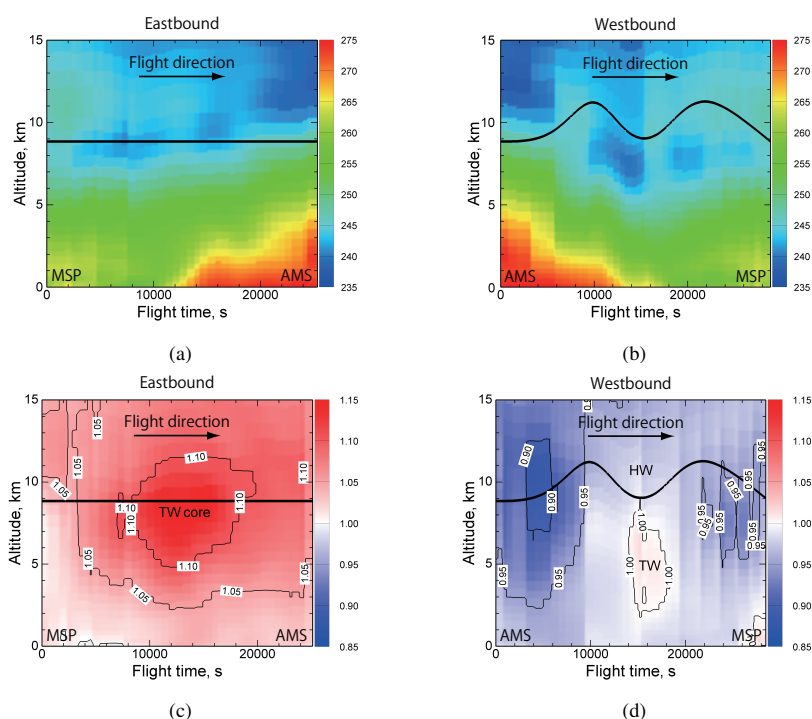 Eastbound
Flight direction
15
10
5
0
Altitude, km
MSP
AMS
0
10000
20000
Flight time, s
275
270
265
260
255
250
245
240
235
(a)
Westbound
Flight direction
15
10
5
0
Altitude, km
AMS
MSP
0
10000
20000
Flight time, s
275
270
265
260
255
250
245
240
235
(b)
Eastbound
Flight direction
15
10
5
0
Altitude, km
1.05
1.05
1.10
1.05
1.10
1.10
1.10
TW core
1.05
1.05
1.05
MSP
AMS
0
10000
20000
Flight time, s
1.15
1.10
1.05
1.00
0.95
0.90
0.85
(c)
Westbound
Flight direction
15
10
5
0
Altitude, km
0.95
0.90
0.90
0.95
HW
0.95
0.95
0.95
0.95
0.95
1.00
TW
1.00
1.00
0.95
0.95
AMS
MSP
0
10000
20000
Flight time, s
1.15
1.10
1.05
1.00
0.95
0.90
0.85
(d)